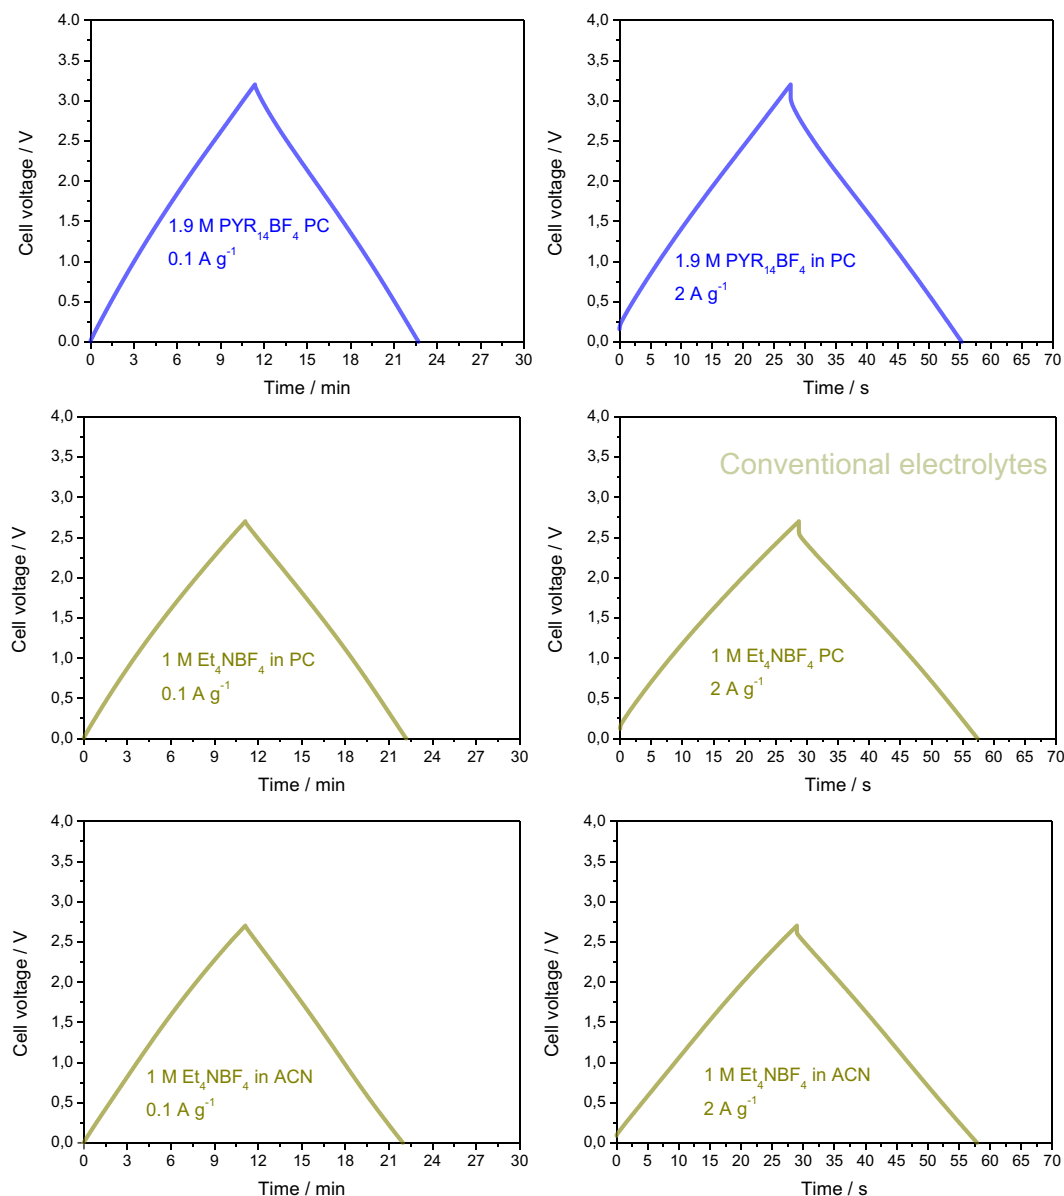 4.0
3.5
3.0
2.5
2.0
1.5
1.0
0.5
0.0
Cell voltage / V
1.9 M PYR₁₄BF₄ PC
0.1 A g⁻¹
0 3 6 9 12 15 18 21 24 27 30
Time / min
4,0
3,5
3,0
2,5
2,0
1,5
1,0
0,5
0,0
Cell voltage / V
1.9 M PYR₁₄BF₄ in PC
2 A g⁻¹
0 5 10 15 20 25 30 35 40 45 50 55 60 65 70
Time / s
4,0
3,5
3,0
2,5
2,0
1,5
1,0
0,5
0,0
Cell voltage / V
1 M Et₄NBF₄ in PC
0.1 A g⁻¹
0 3 6 9 12 15 18 21 24 27 30
Time / min
4,0
3,5
3,0
2,5
2,0
1,5
1,0
0,5
0,0
Cell voltage / V
Conventional electrolytes
1 M Et₄NBF₄ PC
2 A g⁻¹
0 5 10 15 20 25 30 35 40 45 50 55 60 65 70
Time / s
4,0
3,5
3,0
2,5
2,0
1,5
1,0
0,5
0,0
Cell voltage / V
1 M Et₄NBF₄ in ACN
0.1 A g⁻¹
0 3 6 9 12 15 18 21 24 27 30
Time / min
4,0
3,5
3,0
2,5
2,0
1,5
1,0
0,5
0,0
Cell voltage / V
1 M Et₄NBF₄ in ACN
2 A g⁻¹
0 5 10 15 20 25 30 35 40 45 50 55 60 65 70
Time / s